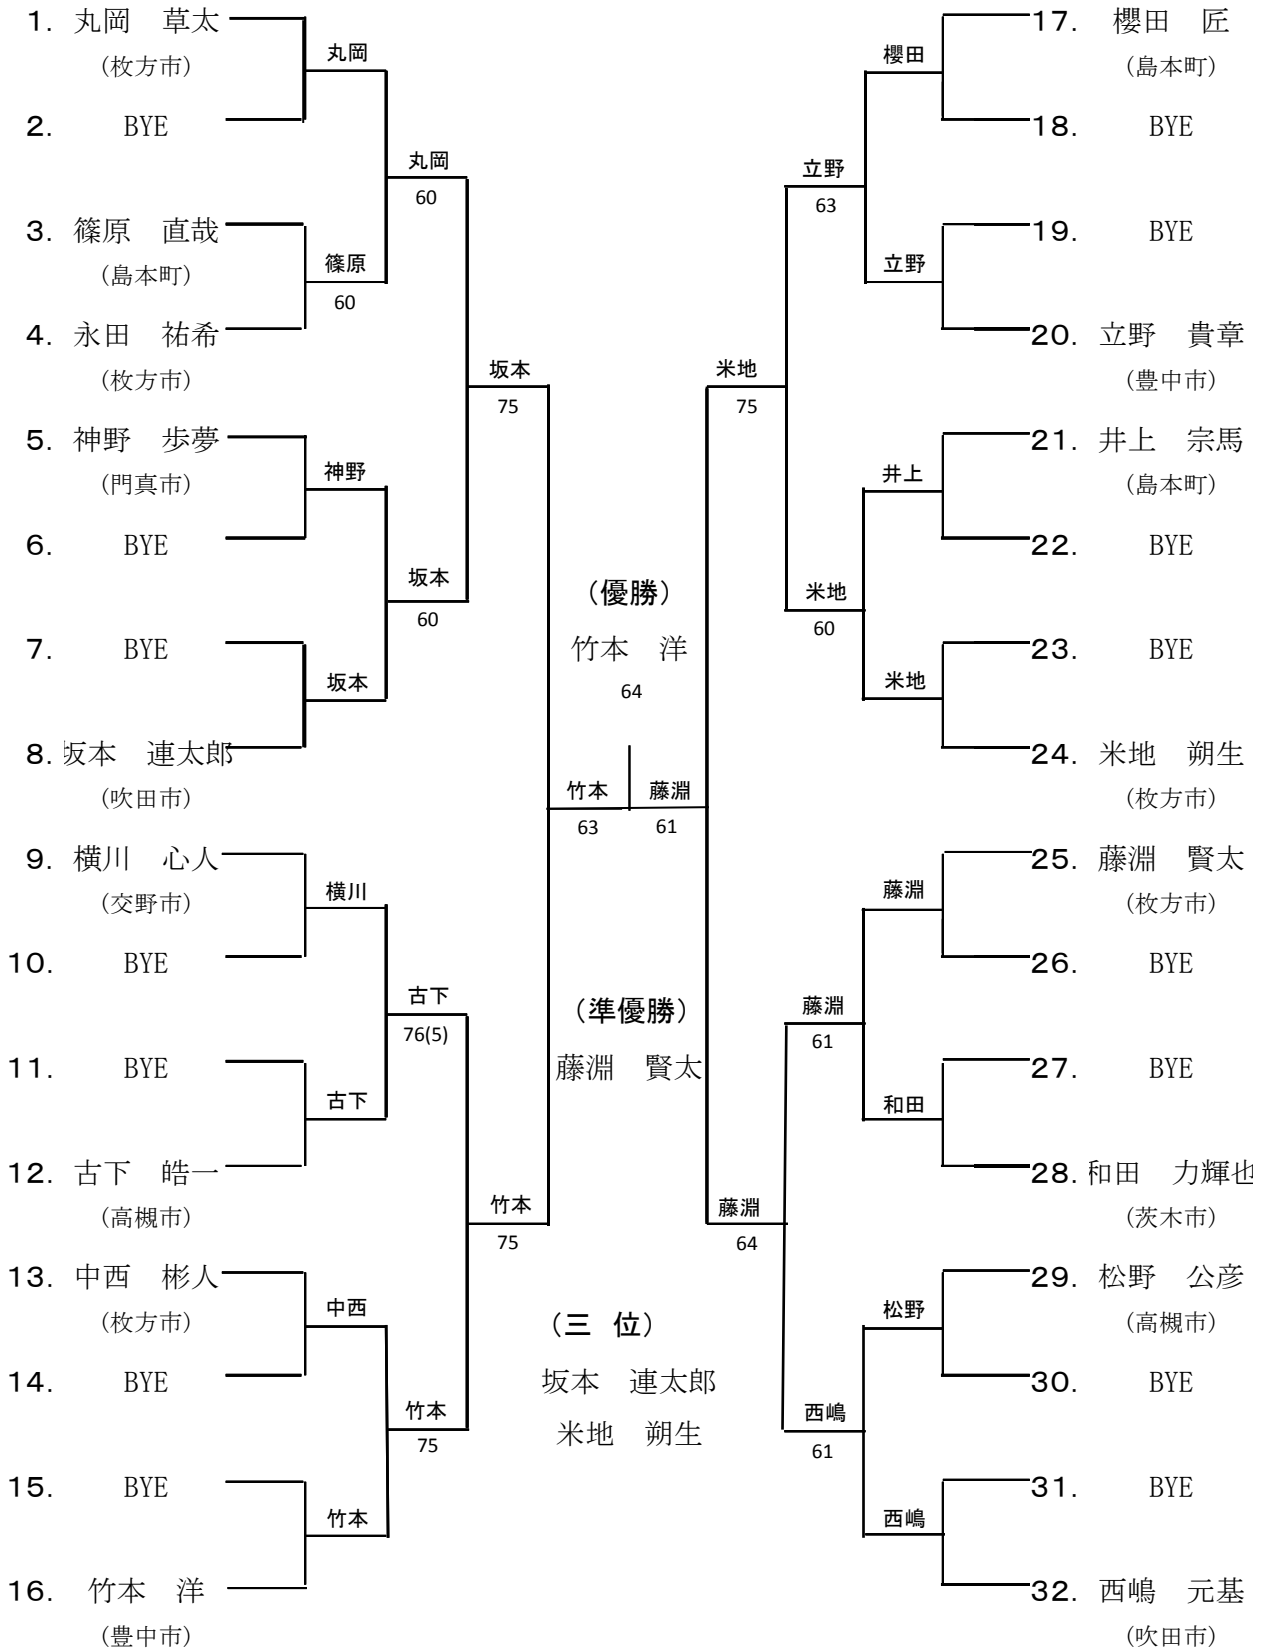 1. 丸岡　草太
(枚方市)
2. BYE
3. 篠原　直哉
(島本町)
4. 永田　祐希
(枚方市)
5. 神野　歩夢
(門真市)
6. BYE
7. BYE
8. 坂本　連太郎
(吹田市)
9. 横川　心人
(交野市)
10. BYE
11. BYE
12. 古下　皓一
(高槻市)
13. 中西　彬人
(枚方市)
14. BYE
15. BYE
16. 竹本　洋
(豊中市)
丸岡
篠原
60
神野
坂本
横川
古下
中西
竹本
丸岡
60
坂本
60
古下
76(5)
竹本
75
坂本
75
竹本
75
(優勝)
竹本　洋
64
竹本
63
藤淵
61
(準優勝)
藤淵　賢太
(三 位)
坂本　連太郎
米地　朔生
米地
75
藤淵
64
立野
63
米地
60
藤淵
61
西嶋
61
櫻田
立野
井上
米地
藤淵
和田
松野
西嶋
17. 櫻田　匠
(島本町)
18. BYE
19. BYE
20. 立野　貴章
(豊中市)
21. 井上　宗馬
(島本町)
22. BYE
23. BYE
24. 米地　朔生
(枚方市)
25. 藤淵　賢太
(枚方市)
26. BYE
27. BYE
28. 和田　力輝也
(茨木市)
29. 松野　公彦
(高槻市)
30. BYE
31. BYE
32. 西嶋　元基
(吹田市)